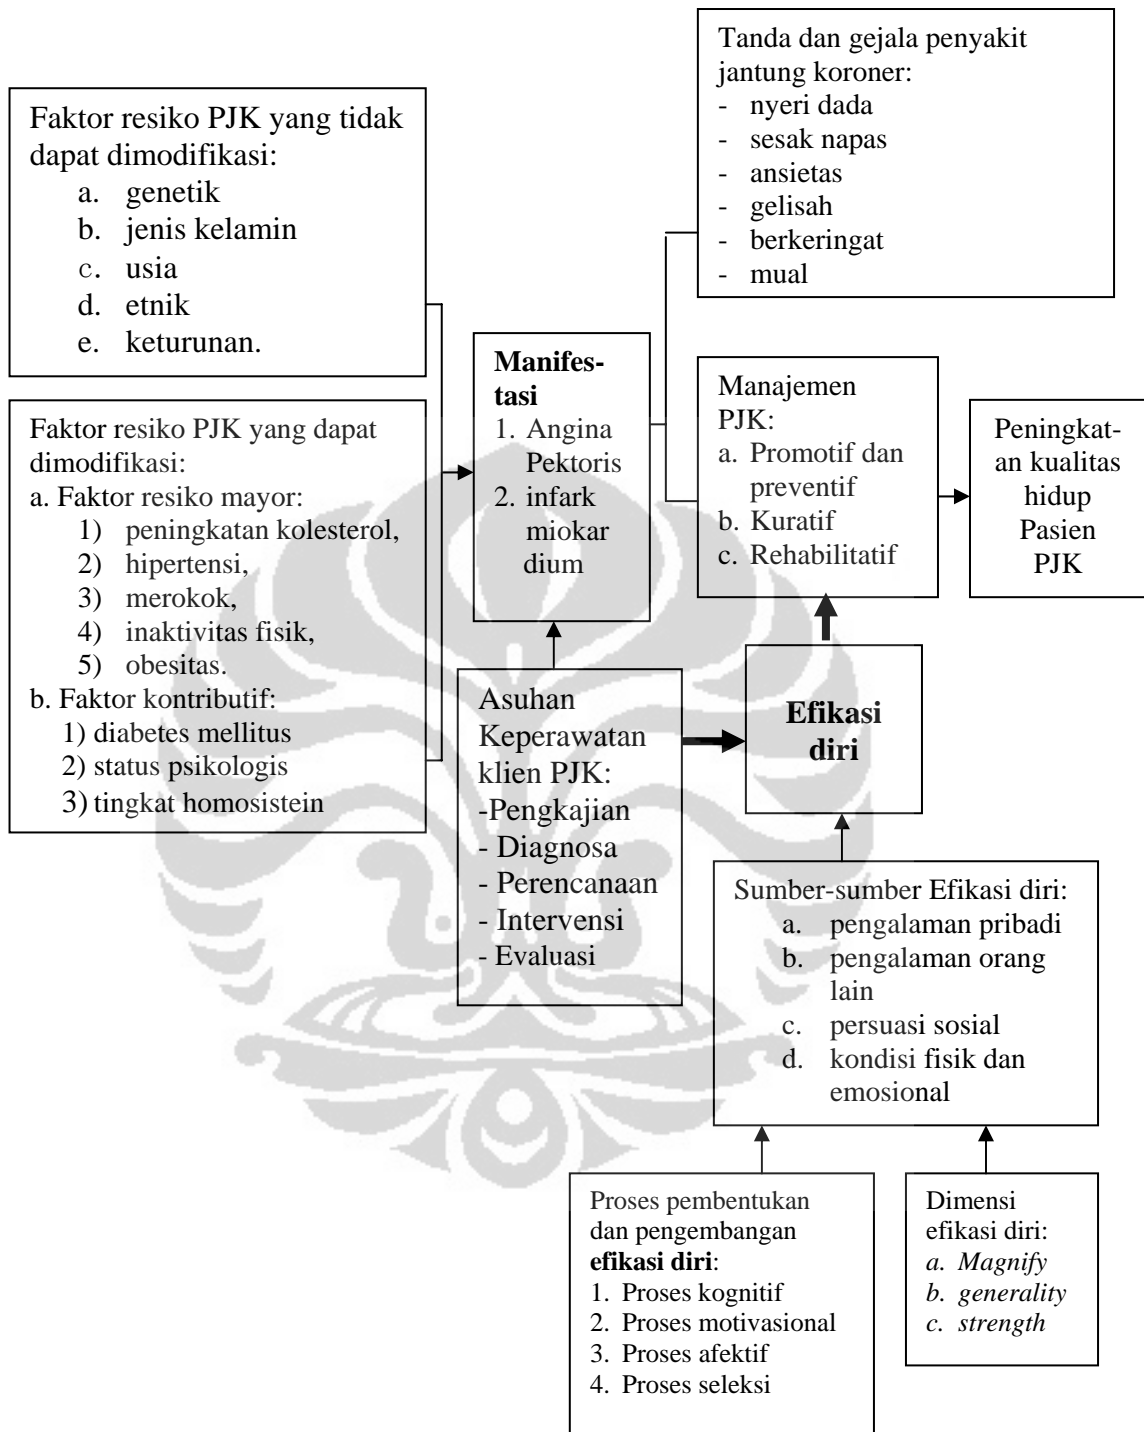 Tanda dan gejala penyakit
jantung koroner:
- nyeri dada
- sesak napas
- ansietas
- gelisah
- berkeringat
- mual
Faktor resiko PJK yang tidak
dapat dimodifikasi:
a. genetik
b. jenis kelamin
c. usia
d. etnik
e. keturunan.
Manifes-
tasi
1. Angina
Pektoris
2. infark
miokar
dium
Manajemen
PJK:
a. Promotif dan
preventif
b. Kuratif
c. Rehabilitatif
Peningkat-
an kualitas
hidup
Pasien
PJK
Faktor resiko PJK yang dapat
dimodifikasi:
a. Faktor resiko mayor:
1) peningkatan kolesterol,
2) hipertensi,
3) merokok,
4) inaktivitas fisik,
5) obesitas.
b. Faktor kontributif:
1) diabetes mellitus
2) status psikologis
3) tingkat homosistein
Asuhan
Keperawatan
klien PJK:
-Pengkajian
- Diagnosa
- Perencanaan
- Intervensi
- Evaluasi
Efikasi
diri
Sumber-sumber Efikasi diri:
a. pengalaman pribadi
b. pengalaman orang
lain
c. persuasi sosial
d. kondisi fisik dan
emosional
Proses pembentukan
dan pengembangan
efikasi diri:
1. Proses kognitif
2. Proses motivasional
3. Proses afektif
4. Proses seleksi
Dimensi
efikasi diri:
a. Magnify
b. generality
c. strength